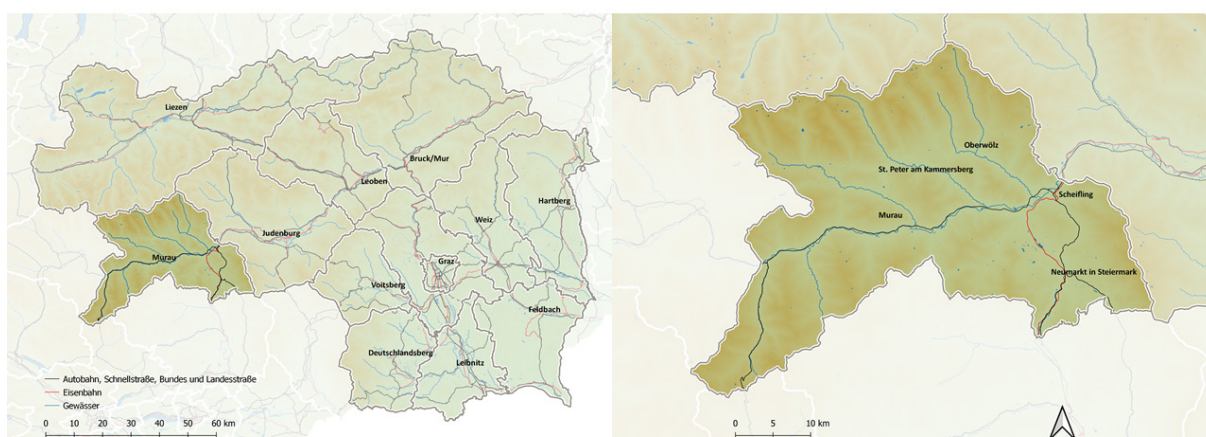 Liezen
Bruck/Mur
Leoben
Hartberg
Weiz
Judenburg
Murau
Graz
Voitsberg
Feldbach
Deutschlandsberg
Leibnitz
Autobahn, Schnellstraße, Bundes und Landesstraße
Eisenbahn
Gewässer
0 10 20 30 40 50 60 km
Oberwölz
St. Peter am Kammersberg
Scheifling
Murau
Neumarkt in Steiermark
0 5 10 km